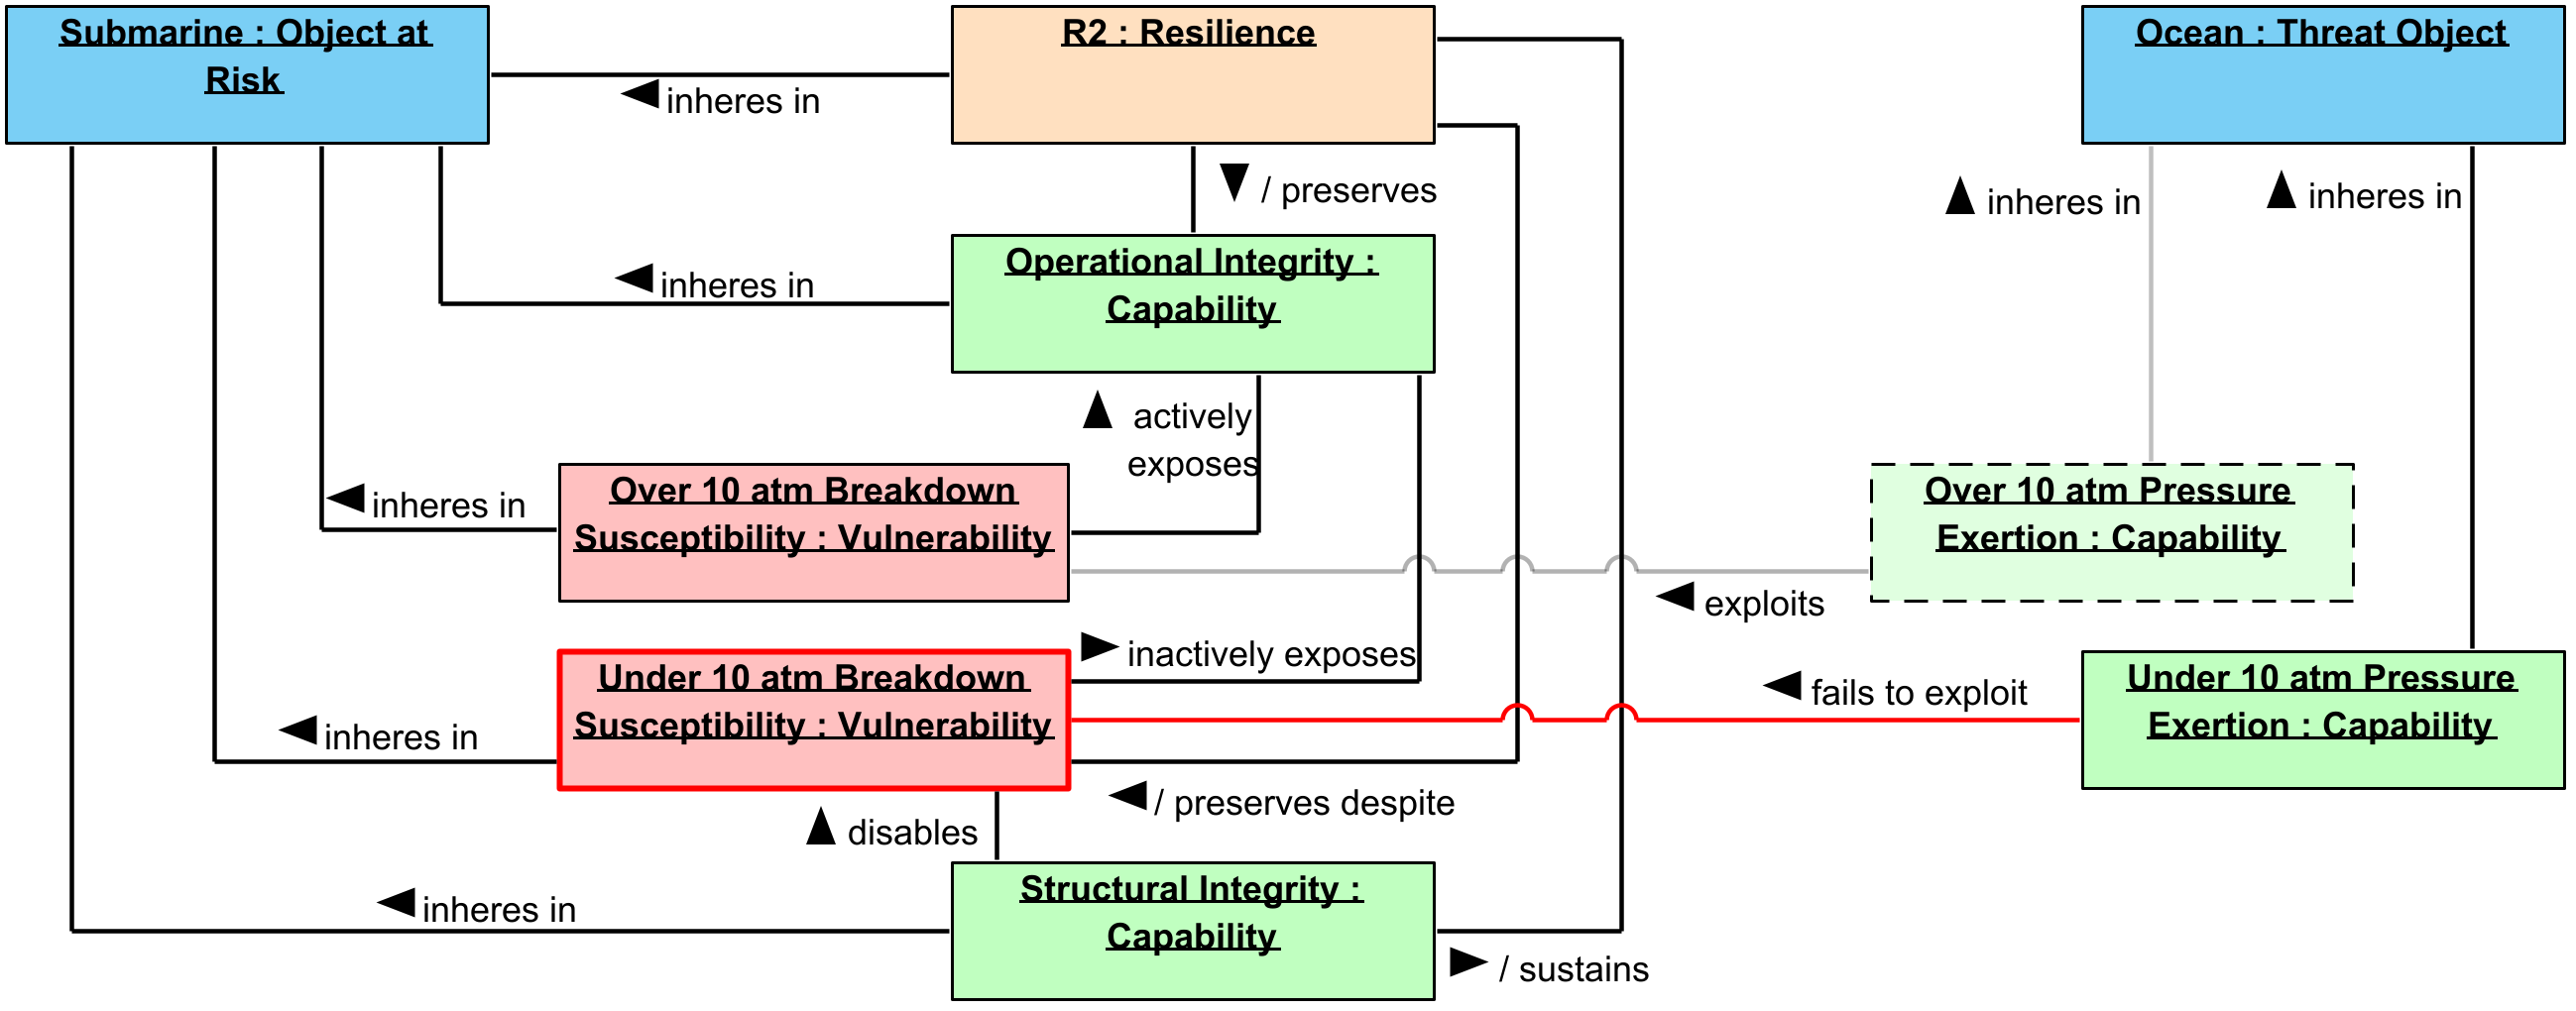 Submarine : Object at
Risk
R2 : Resilience
Ocean : Threat Object
inheres in
/ preserves
inheres in
inheres in
Operational Integrity :
Capability
inheres in
actively
exposes
Over 10 atm Breakdown
Susceptibility : Vulnerability
inheres in
Over 10 atm Pressure
Exertion : Capability
exploits
inactively exposes
Under 10 atm Breakdown
Susceptibility : Vulnerability
inheres in
fails to exploit
Under 10 atm Pressure
Exertion : Capability
/ preserves despite
disables
Structural Integrity :
Capability
inheres in
/ sustains